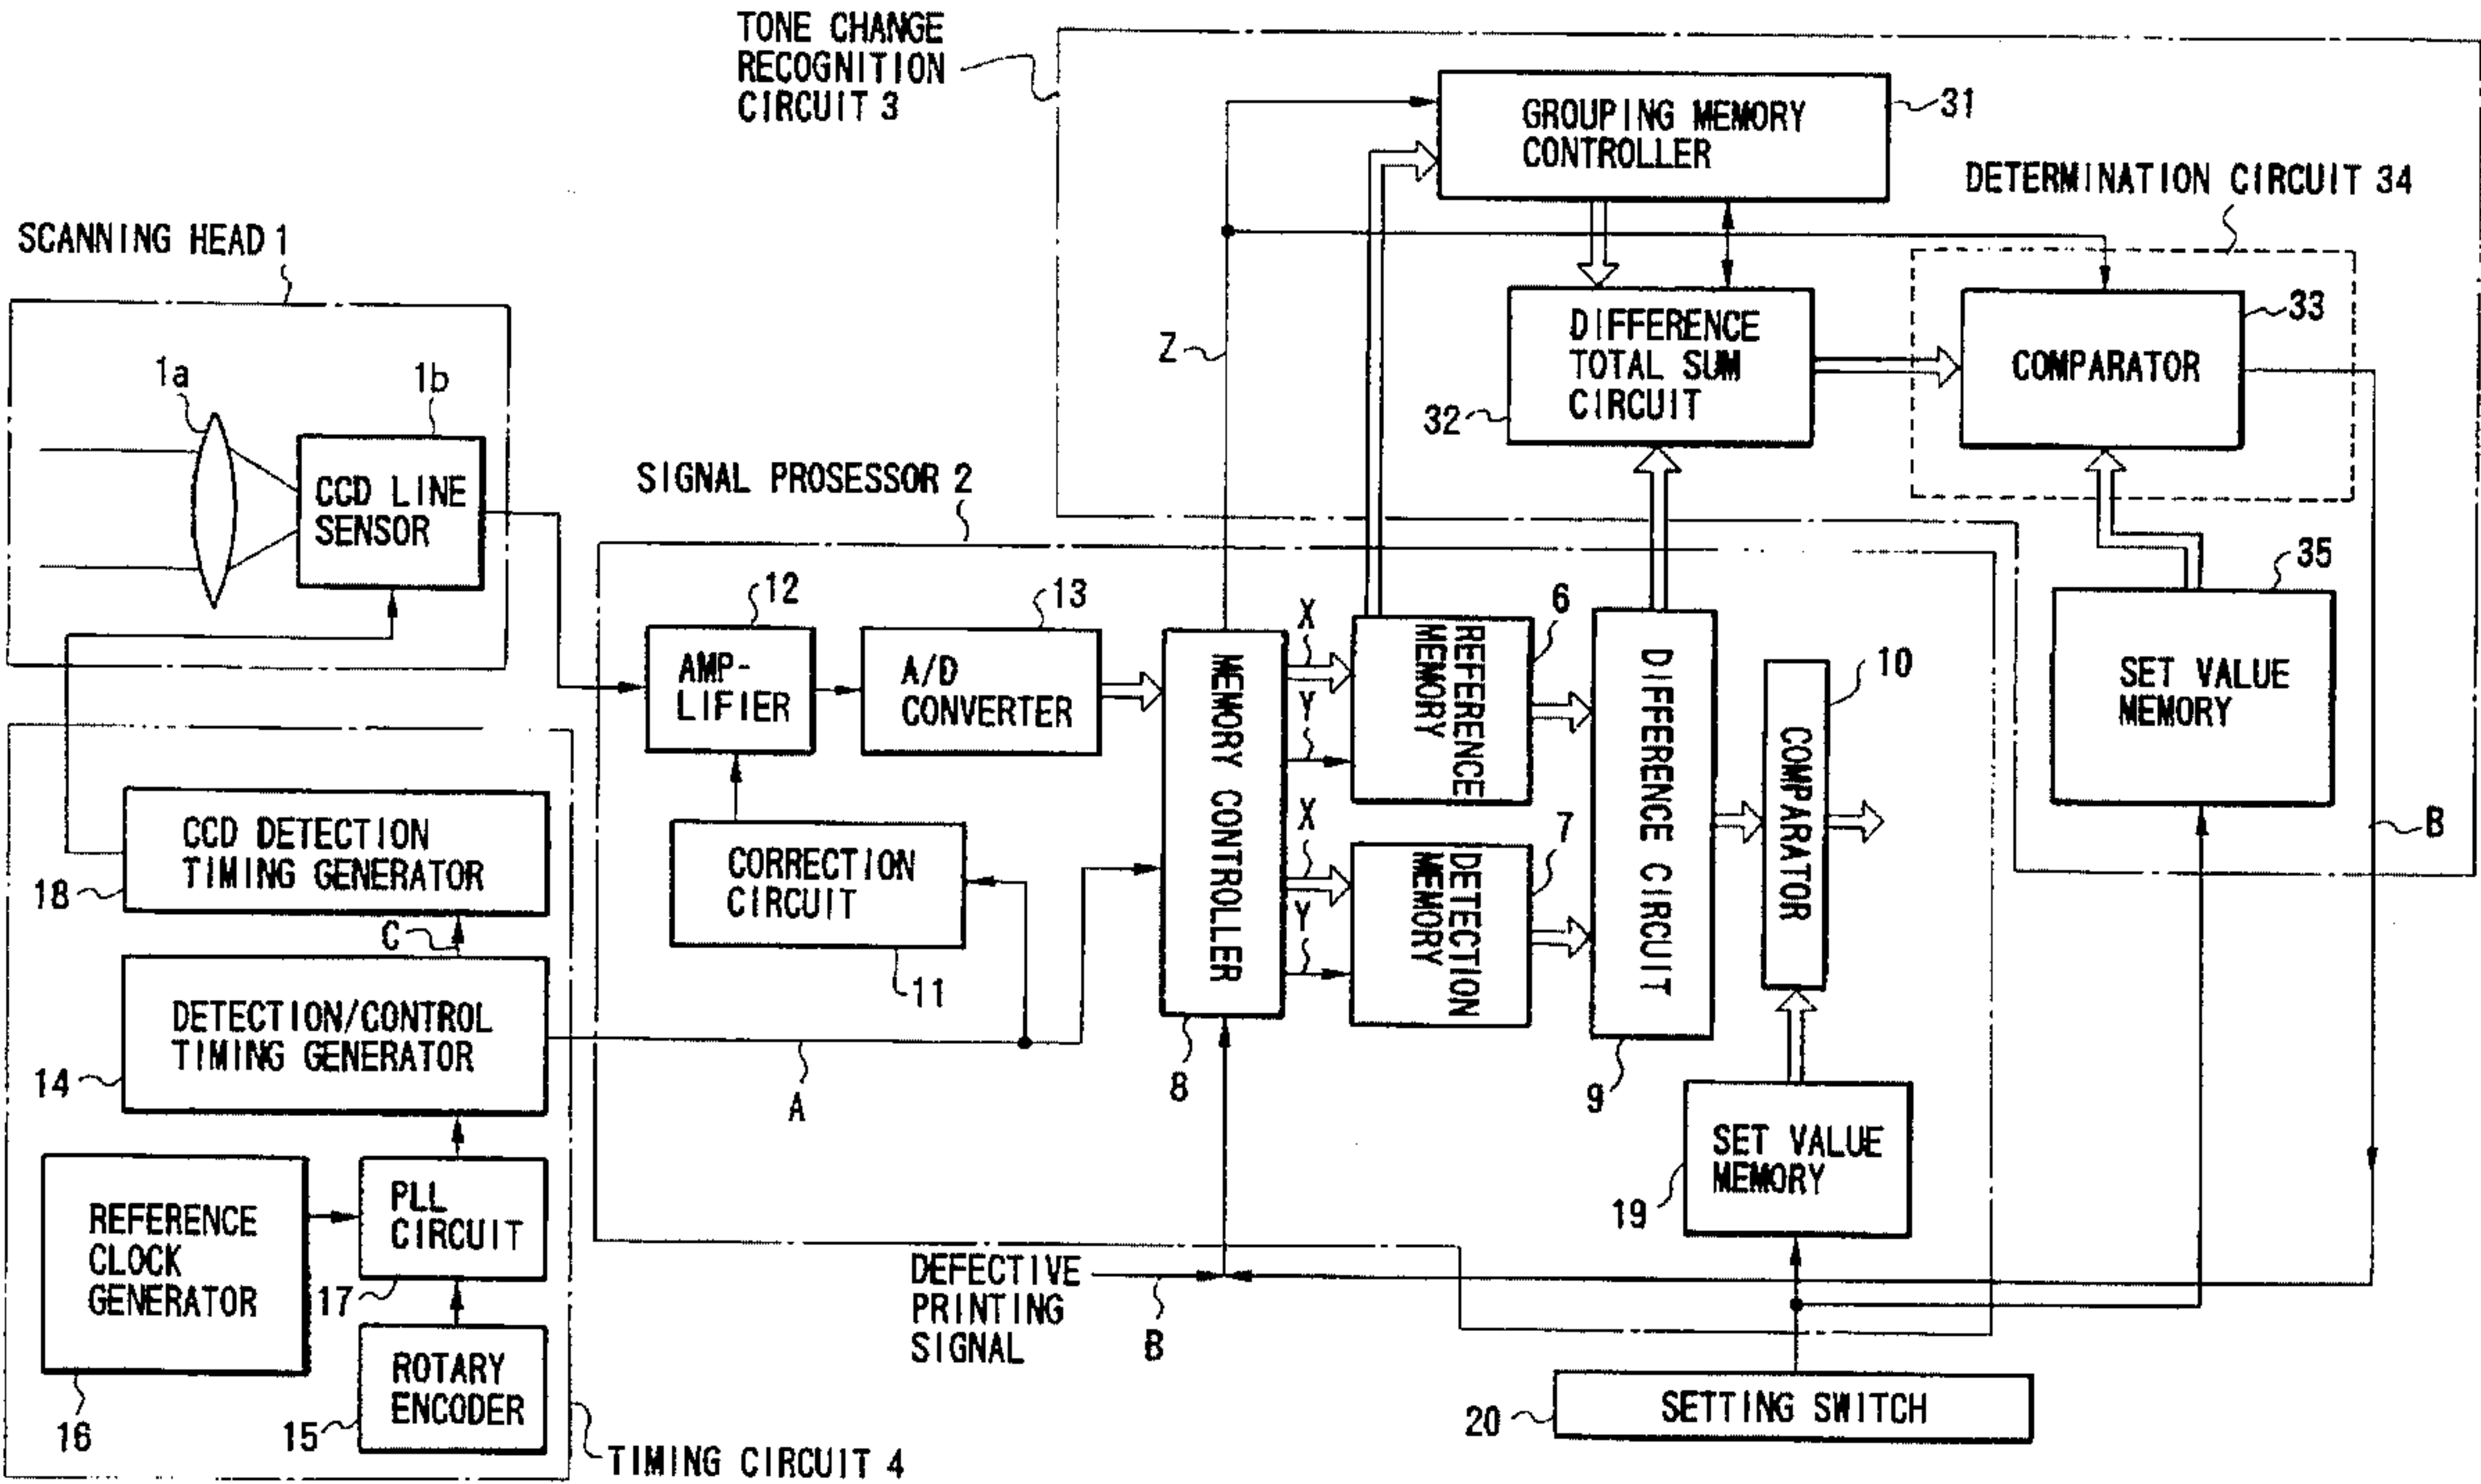 TONE CHANGE
RECOGNITION
CIRCUIT 3
GROUPING MEMORY
CONTROLLER
31
DETERMINATION CIRCUIT 34
SCANNING HEAD 1
1a
1b
CCD LINE
SENSOR
Z
DIFFERENCE
TOTAL SUM
CIRCUIT
32
COMPARATOR
33
SIGNAL PROSESSOR 2
12
AMP-
LIFIER
13
A/D
CONVERTER
MEMORY CONTROLLER
8
X
Y
X
Y
REFERENCE
MEMORY
6
DETECTION
MEMORY
7
DIFFERENCE CIRCUIT
9
COMPARATOR
10
35
SET VALUE
MEMORY
B
CORRECTION
CIRCUIT
11
CCD DETECTION
TIMING GENERATOR
18
C
DETECTION/CONTROL
TIMING GENERATOR
14
A
REFERENCE
CLOCK
GENERATOR
16
PLL
CIRCUIT
17
ROTARY
ENCODER
15
TIMING CIRCUIT 4
SET VALUE
MEMORY
19
DEFECTIVE
PRINTING
SIGNAL
B
SETTING SWITCH
20